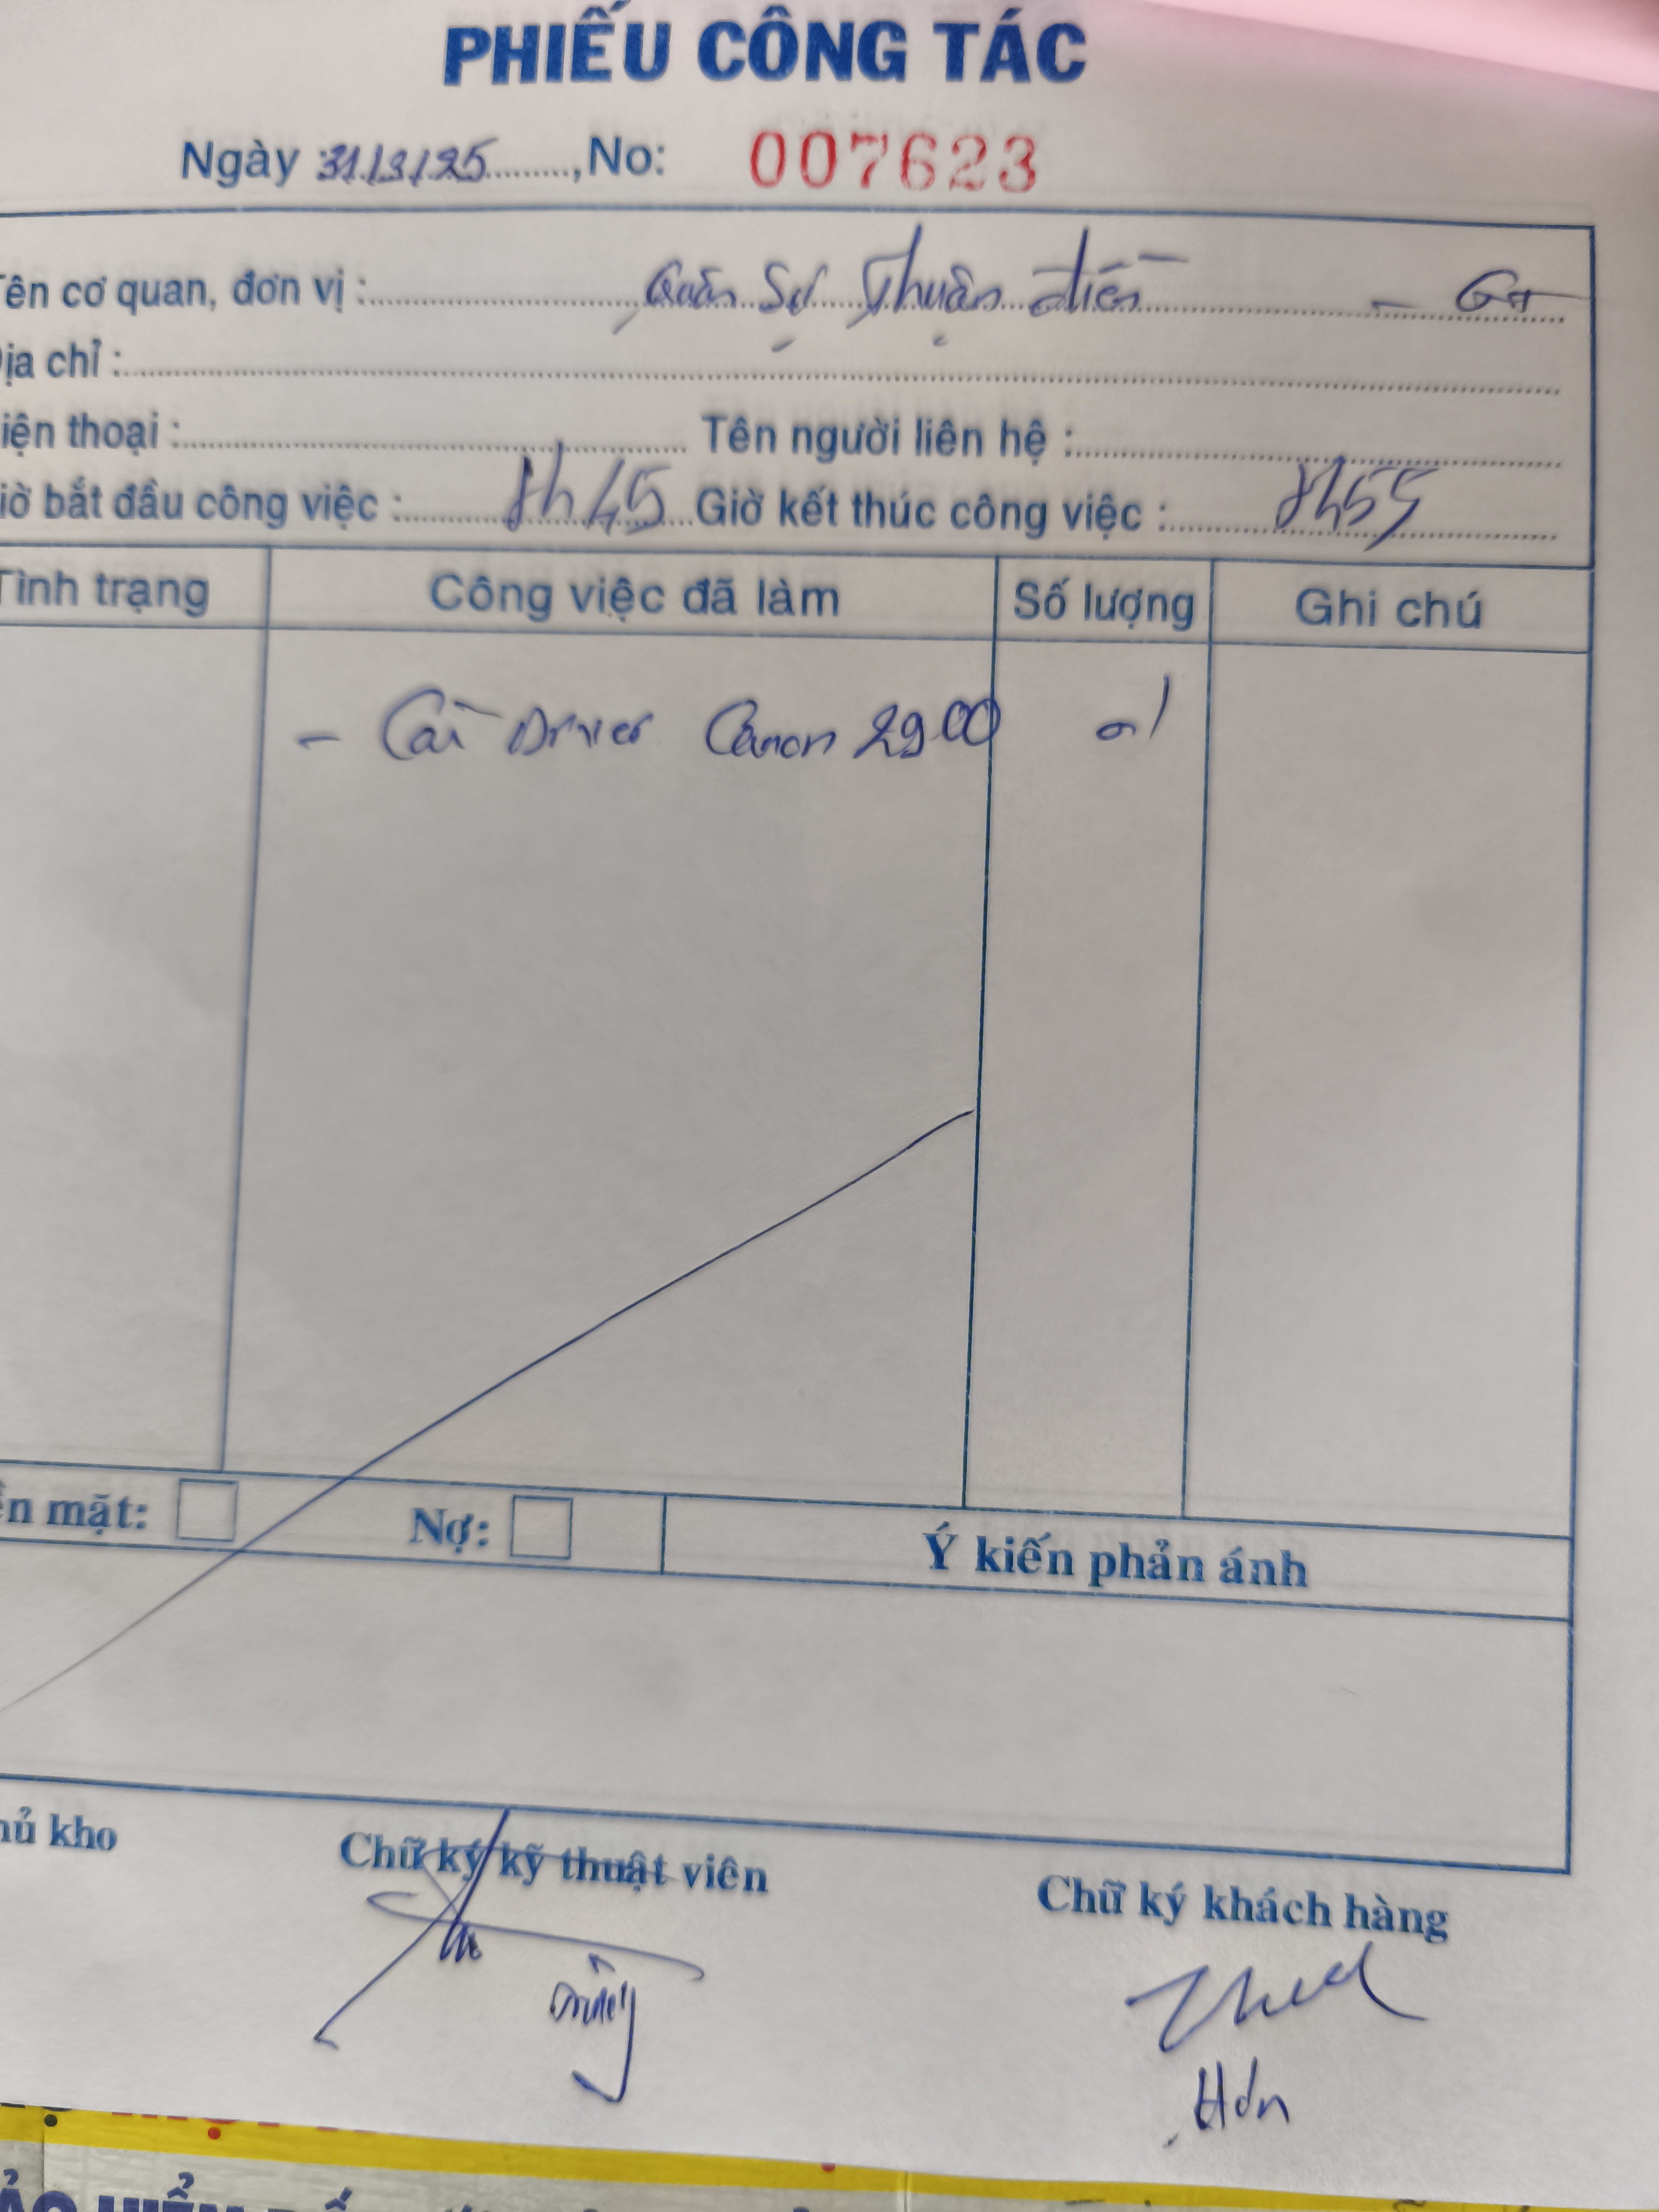 PHIẾU CÔNG TÁC
Ngày 31/3/25, No: 007623
Tên cơ quan, đơn vị : Quân Sự Thuận Điền - GT
Địa chỉ :
Điện thoại : Tên người liên hệ :
Giờ bắt đầu công việc : 8h45 Giờ kết thúc công việc : 8h55
Tình trạng Công việc đã làm Số lượng Ghi chú
- Cài Driver Canon 2900 01
ền mặt: Nợ: Ý kiến phản ánh
hủ kho Chữ ký kỹ thuật viên Chữ ký khách hàng